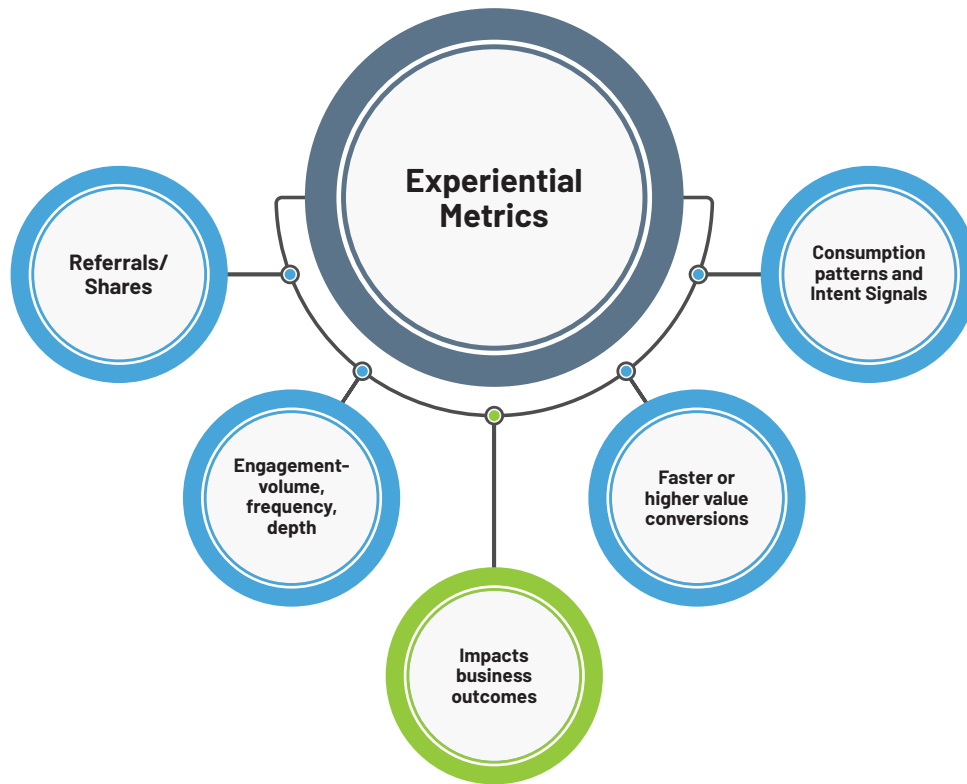 Experiential
Metrics
Referrals/
Shares
Consumption
patterns and
Intent Signals
Engagement-
volume,
frequency,
depth
Faster or
higher value
conversions
Impacts
business
outcomes